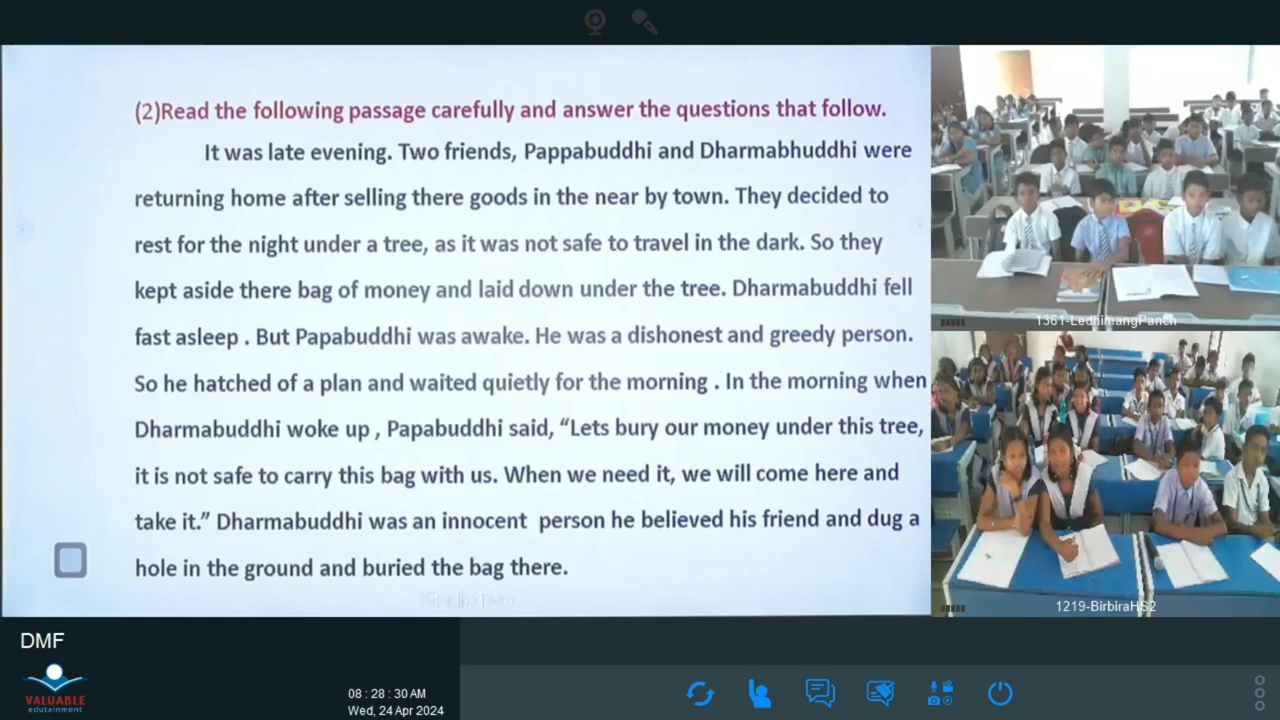 (2)Read the following passage carefully and answer the questions that follow.
It was late evening. Two friends, Pappabuddhi and Dharmabhuddhi were
returning home after selling there goods in the near by town. They decided to
rest for the night under a tree, as it was not safe to travel in the dark. So they
kept aside there bag of money and laid down under the tree. Dharmabuddhi fell
fast asleep . But Papabuddhi was awake. He was a dishonest and greedy person.
So he hatched of a plan and waited quietly for the morning . In the morning when
Dharmabuddhi woke up , Papabuddhi said, “Lets bury our money under this tree,
it is not safe to carry this bag with us. When we need it, we will come here and
take it.” Dharmabuddhi was an innocent person he believed his friend and dug a
hole in the ground and buried the bag there.
1361-LedhimangPanch
1219-BirbiraHS2
DMF
VALUABLE
edutainment
08 : 28 : 30 AM
Wed, 24 Apr 2024